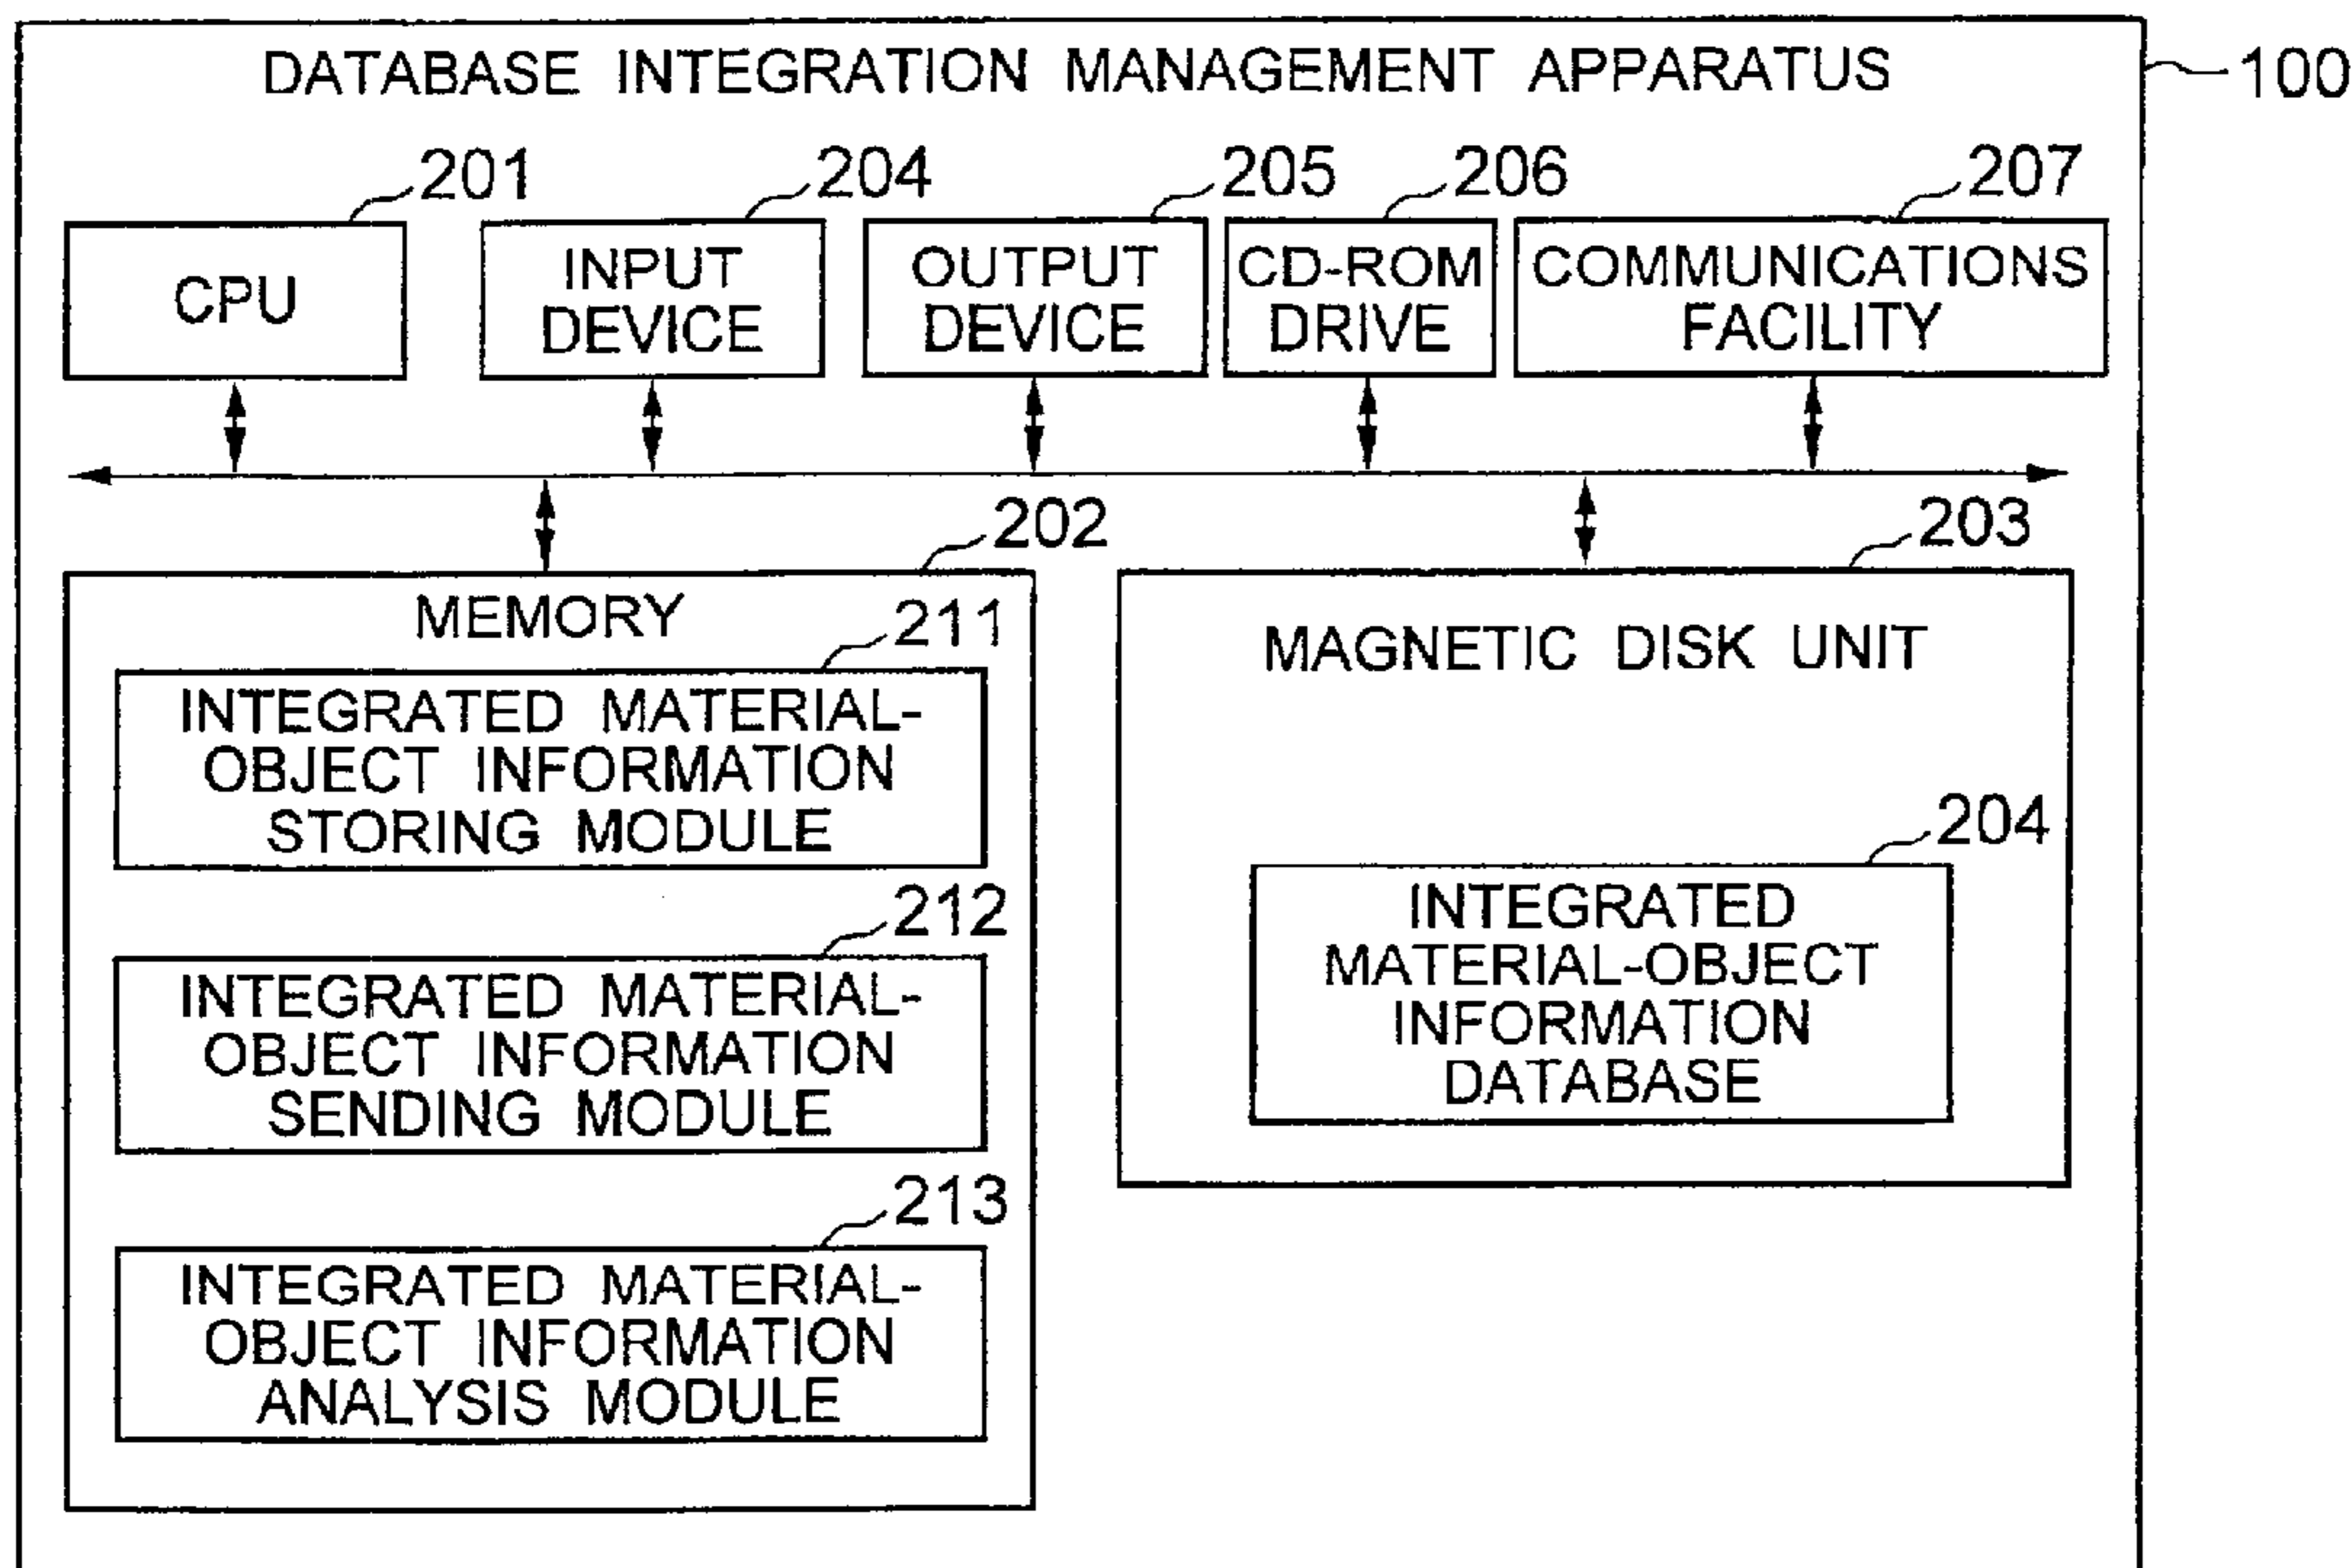 DATABASE INTEGRATION MANAGEMENT APPARATUS
100
201
204
205
206
207
CPU
INPUT
DEVICE
OUTPUT
DEVICE
CD-ROM
DRIVE
COMMUNICATIONS
FACILITY
202
203
MEMORY
211
INTEGRATED MATERIAL-
OBJECT INFORMATION
STORING MODULE
212
INTEGRATED MATERIAL-
OBJECT INFORMATION
SENDING MODULE
213
INTEGRATED MATERIAL-
OBJECT INFORMATION
ANALYSIS MODULE
MAGNETIC DISK UNIT
204
INTEGRATED
MATERIAL-OBJECT
INFORMATION
DATABASE